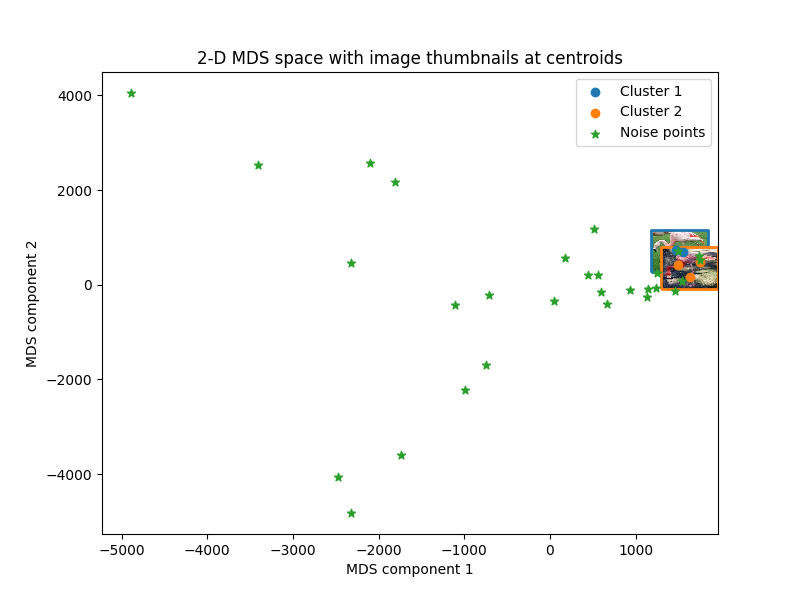 2-D MDS space with image thumbnails at centroids
Cluster 1
Cluster 2
Noise points
4000
2000
0
−2000
−4000
MDS component 2
−5000 −4000 −3000 −2000 −1000 0 1000
MDS component 1